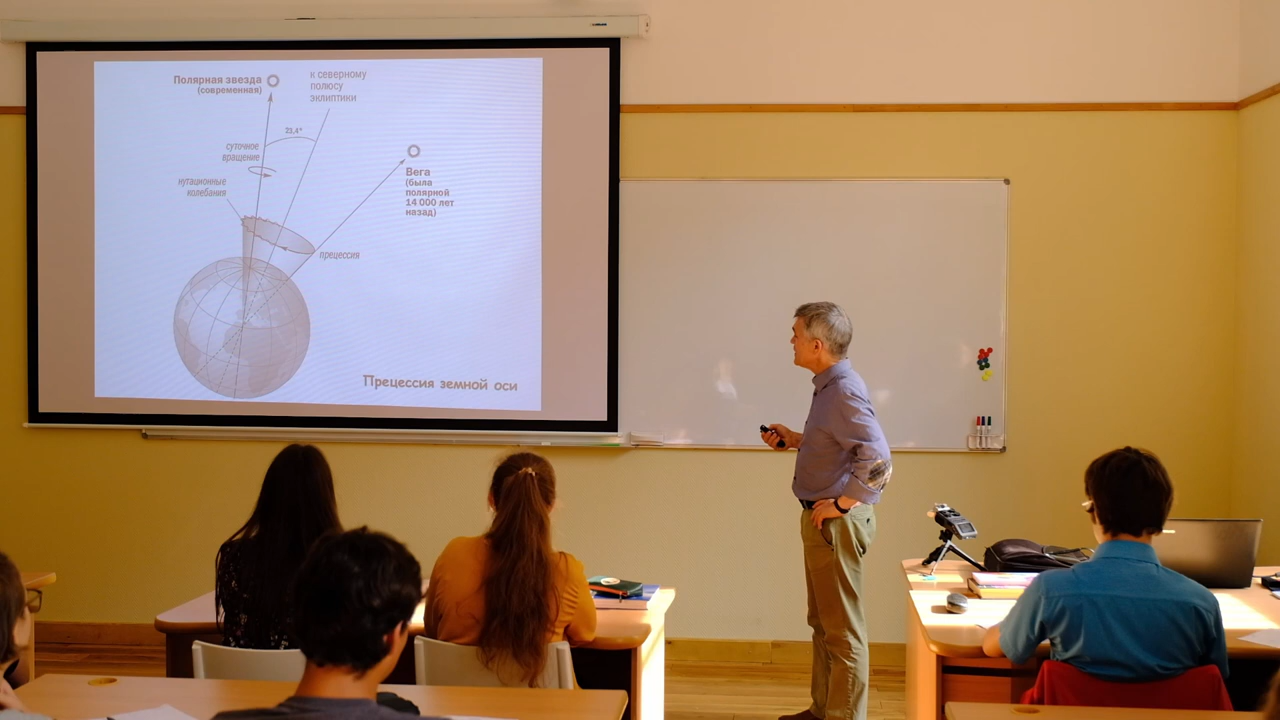 Полярная звезда
(современная)
к северному
полюсу
эклиптики
23,4°
суточное
вращение
нутационные
колебания
Вега
(была
полярной
14 000 лет
назад)
прецессия
Прецессия земной оси